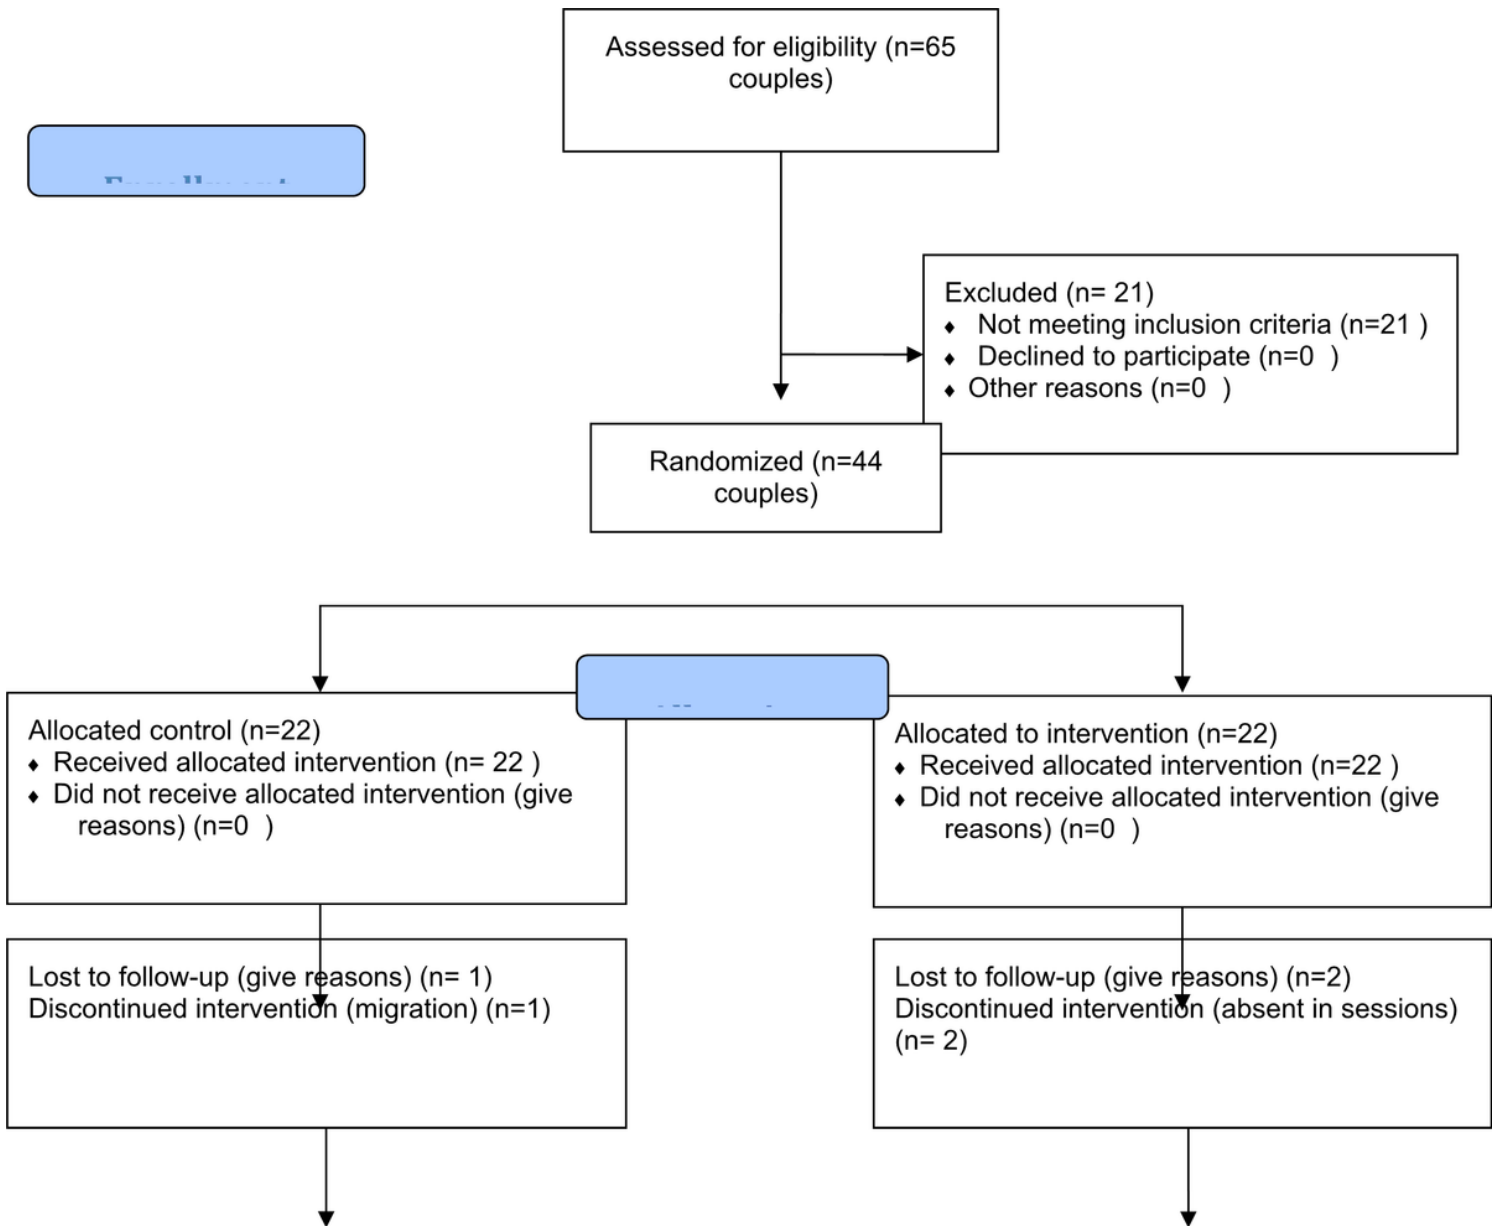 Assessed for eligibility (n=65
couples)
Excluded (n= 21)
♦ Not meeting inclusion criteria (n=21 )
♦ Declined to participate (n=0 )
♦ Other reasons (n=0 )
Randomized (n=44
couples)
Allocated control (n=22)
♦ Received allocated intervention (n= 22 )
♦ Did not receive allocated intervention (give
reasons) (n=0 )
Allocated to intervention (n=22)
♦ Received allocated intervention (n=22 )
♦ Did not receive allocated intervention (give
reasons) (n=0 )
Lost to follow-up (give reasons) (n= 1)
Discontinued intervention (migration) (n=1)
Lost to follow-up (give reasons) (n=2)
Discontinued intervention (absent in sessions)
(n= 2)